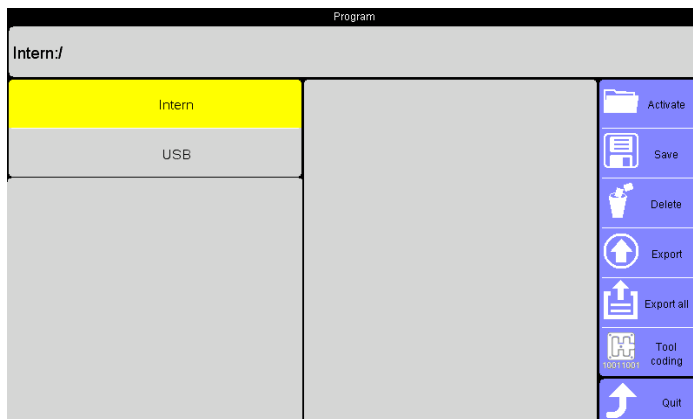 Program
Intern:/
Intern
USB
Activate
Save
Delete
Export
Export all
Tool
coding
10011001
Quit